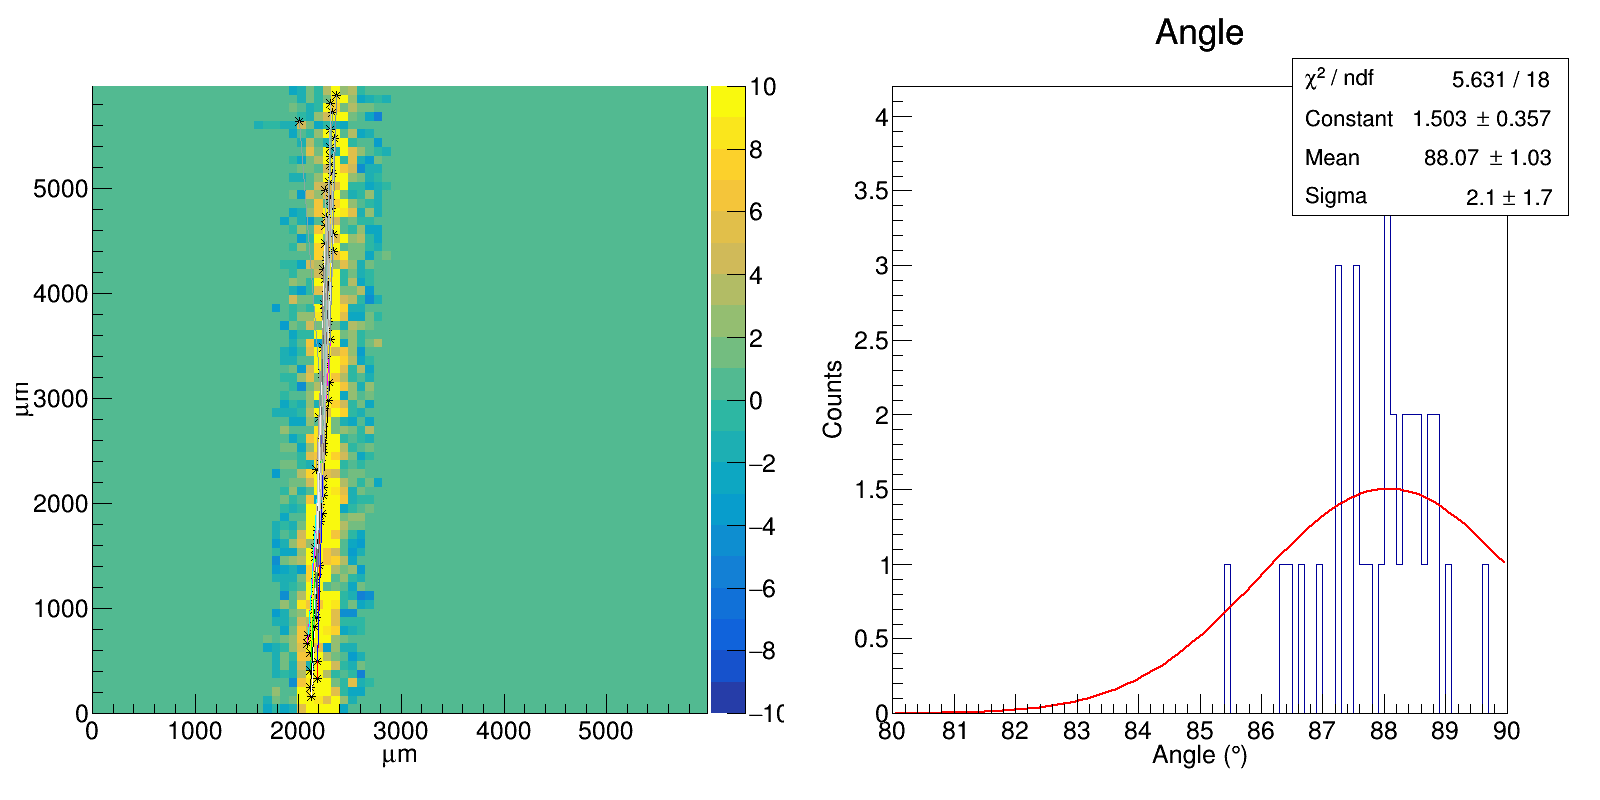 Angle
χ² / ndf 5.631 / 18
Constant 1.503 ± 0.357
Mean 88.07 ± 1.03
Sigma 2.1 ± 1.7
μm
5000
4000
3000
2000
1000
0
0 1000 2000 3000 4000 5000
μm
10
8
6
4
2
0
−2
−4
−6
−8
−10
Counts
4
3.5
3
2.5
2
1.5
1
0.5
0
80 81 82 83 84 85 86 87 88 89 90
Angle (°)